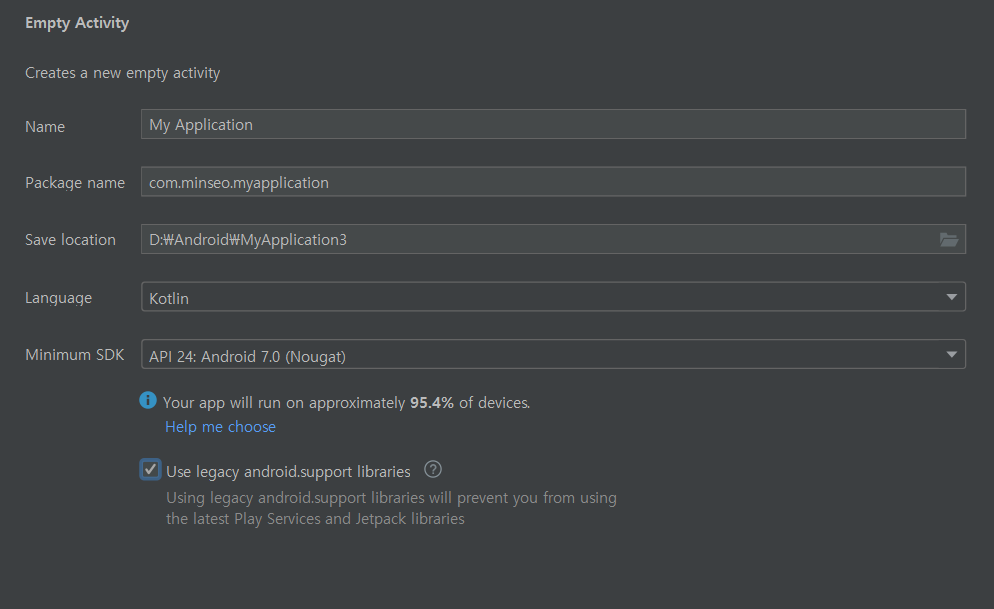 Empty Activity
Creates a new empty activity
Name My Application
Package name com.minseo.myapplication
Save location D:₩Android₩MyApplication3
Language Kotlin
Minimum SDK API 24: Android 7.0 (Nougat)
i Your app will run on approximately 95.4% of devices.
Help me choose
Use legacy android.support libraries ?
Using legacy android.support libraries will prevent you from using
the latest Play Services and Jetpack libraries